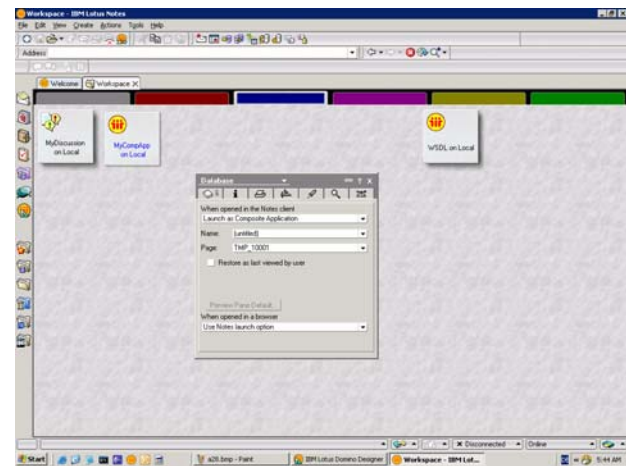 Workspace - IBM Lotus Notes
File Edit View Create Actions Tools Help
Address
Welcome Workspace X
MyDiscussion
on Local
MyCompApp
on Local
WSDL on Local
Database
When opened in the Notes client
Launch as Composite Application
Name: (untitled)
Page: TMP_10001
Restore as last viewed by user
Preview Pane Default...
When opened in a browser
Use Notes launch option
Disconnected Online
Start a28.bmp - Paint IBM Lotus Domino Designer Workspace - IBM Lot... 5:44 AM